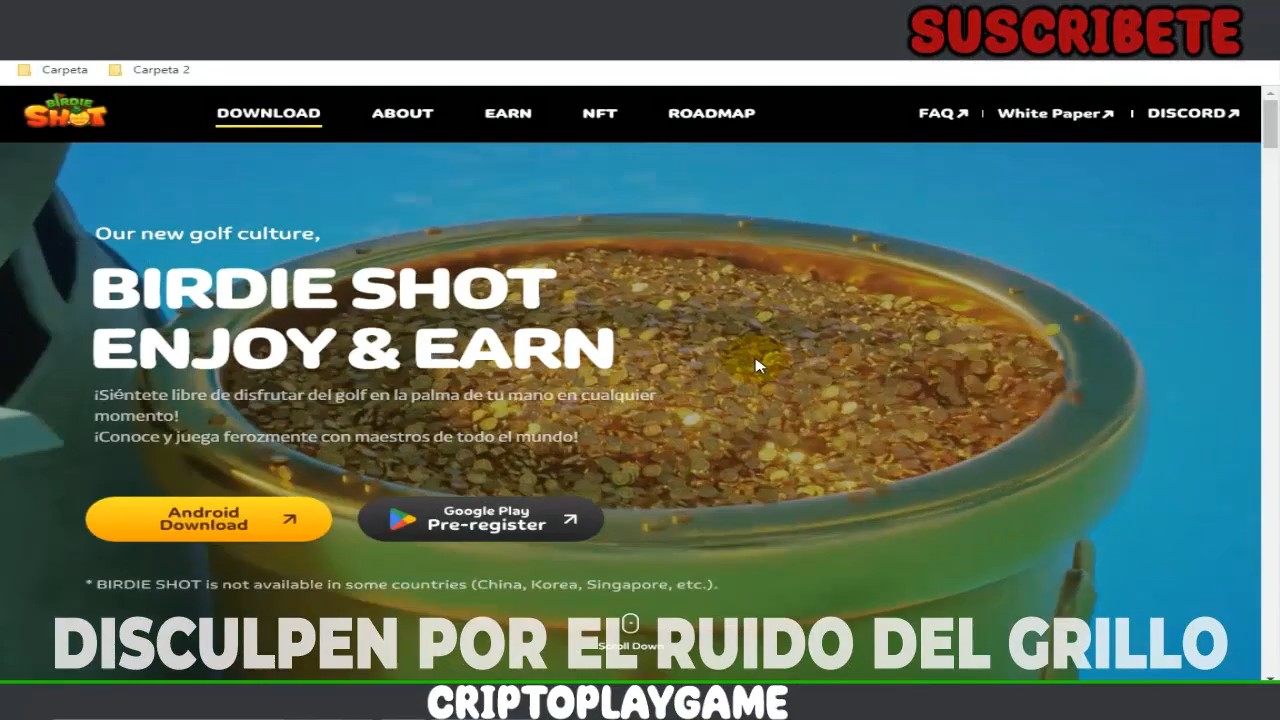 SUSCRIBETE
Carpeta Carpeta 2
BIRDIE SHOT
DOWNLOAD ABOUT EARN NFT ROADMAP FAQ White Paper DISCORD
Our new golf culture,
BIRDIE SHOT
ENJOY & EARN
¡Siéntete libre de disfrutar del golf en la palma de tu mano en cualquier
momento!
¡Conoce y juega ferozmente con maestros de todo el mundo!
Android
Download
Google Play
Pre-register
* BIRDIE SHOT is not available in some countries (China, Korea, Singapore, etc.).
DISCULPEN POR EL RUIDO DEL GRILLO
Scroll Down
CRIPTOPLAYGAME